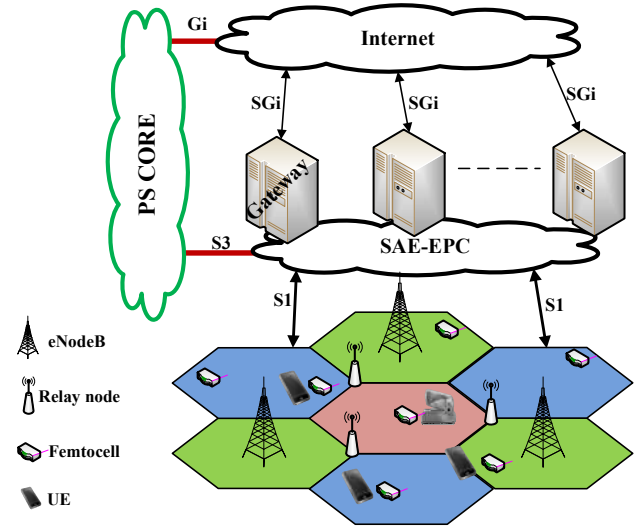 Gi
Internet
SGi
SGi
SGi
PS CORE
Gateway
S3
SAE-EPC
S1
S1
eNodeB
Relay node
Femtocell
UE